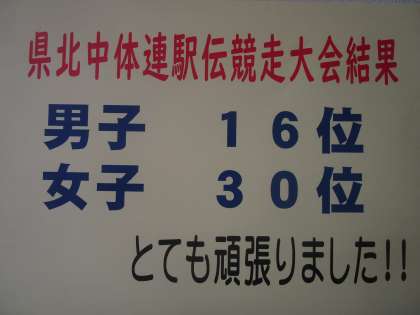 県北中体連駅伝競走大会結果
男子　１６位
女子　３０位
とても頑張りました!!